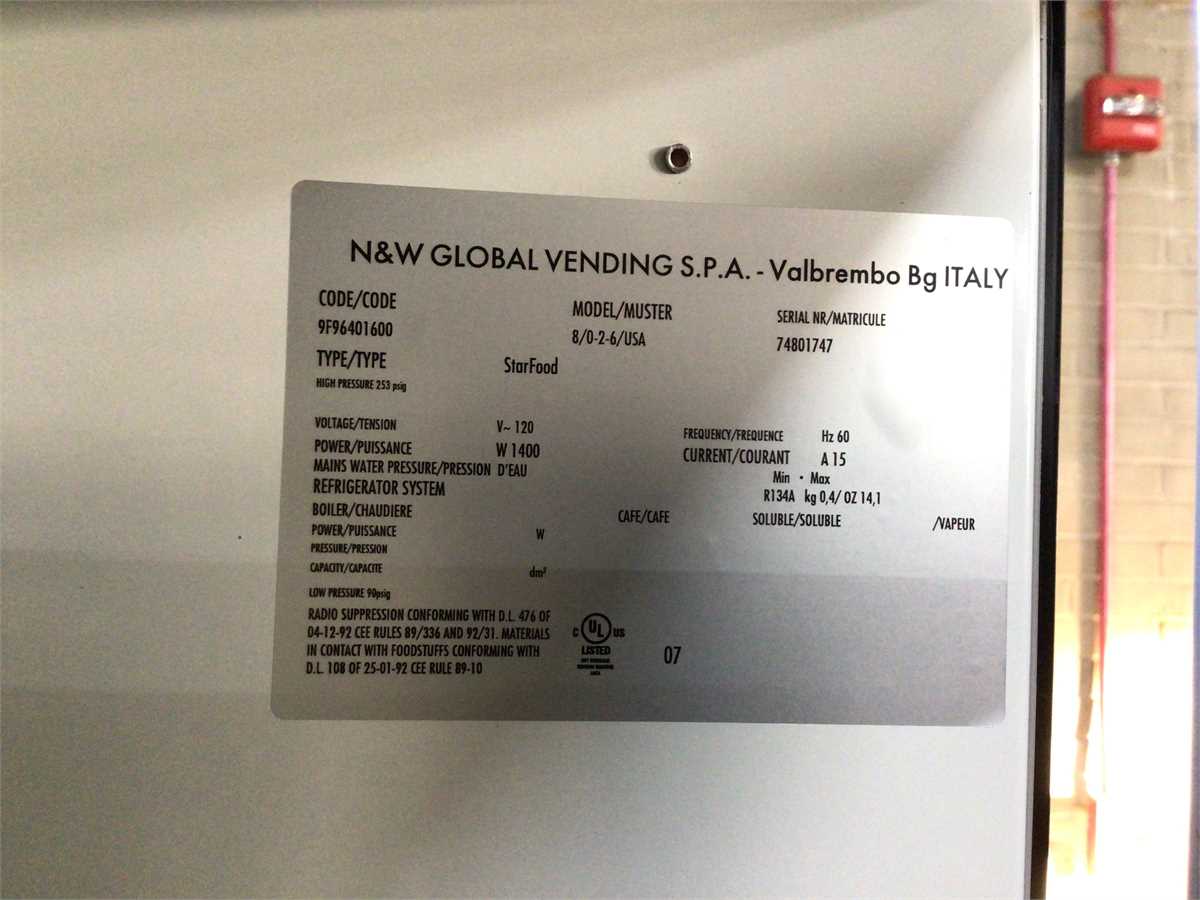 N&W GLOBAL VENDING S.P.A. - Valbrembo Bg ITALY
CODE/CODE MODEL/MUSTER SERIAL NR/MATRICULE
9F96401600 8/0-2-6/USA 74801747
TYPE/TYPE StarFood
HIGH PRESSURE 253 psig
VOLTAGE/TENSION V~ 120 FREQUENCY/FREQUENCE Hz 60
POWER/PUISSANCE W 1400 CURRENT/COURANT A 15
MAINS WATER PRESSURE/PRESSION D'EAU Min • Max
REFRIGERATOR SYSTEM R134A kg 0,4/ OZ 14,1
BOILER/CHAUDIERE CAFE/CAFE SOLUBLE/SOLUBLE /VAPEUR
POWER/PUISSANCE W
PRESSURE/PRESSION
CAPACITY/CAPACITE dm²
LOW PRESSURE 90psig
RADIO SUPPRESSION CONFORMING WITH D.L. 476 OF
04-12-92 CEE RULES 89/336 AND 92/31. MATERIALS
IN CONTACT WITH FOODSTUFFS CONFORMING WITH
D.L. 108 OF 25-01-92 CEE RULE 89-10
C UL US
LISTED
07